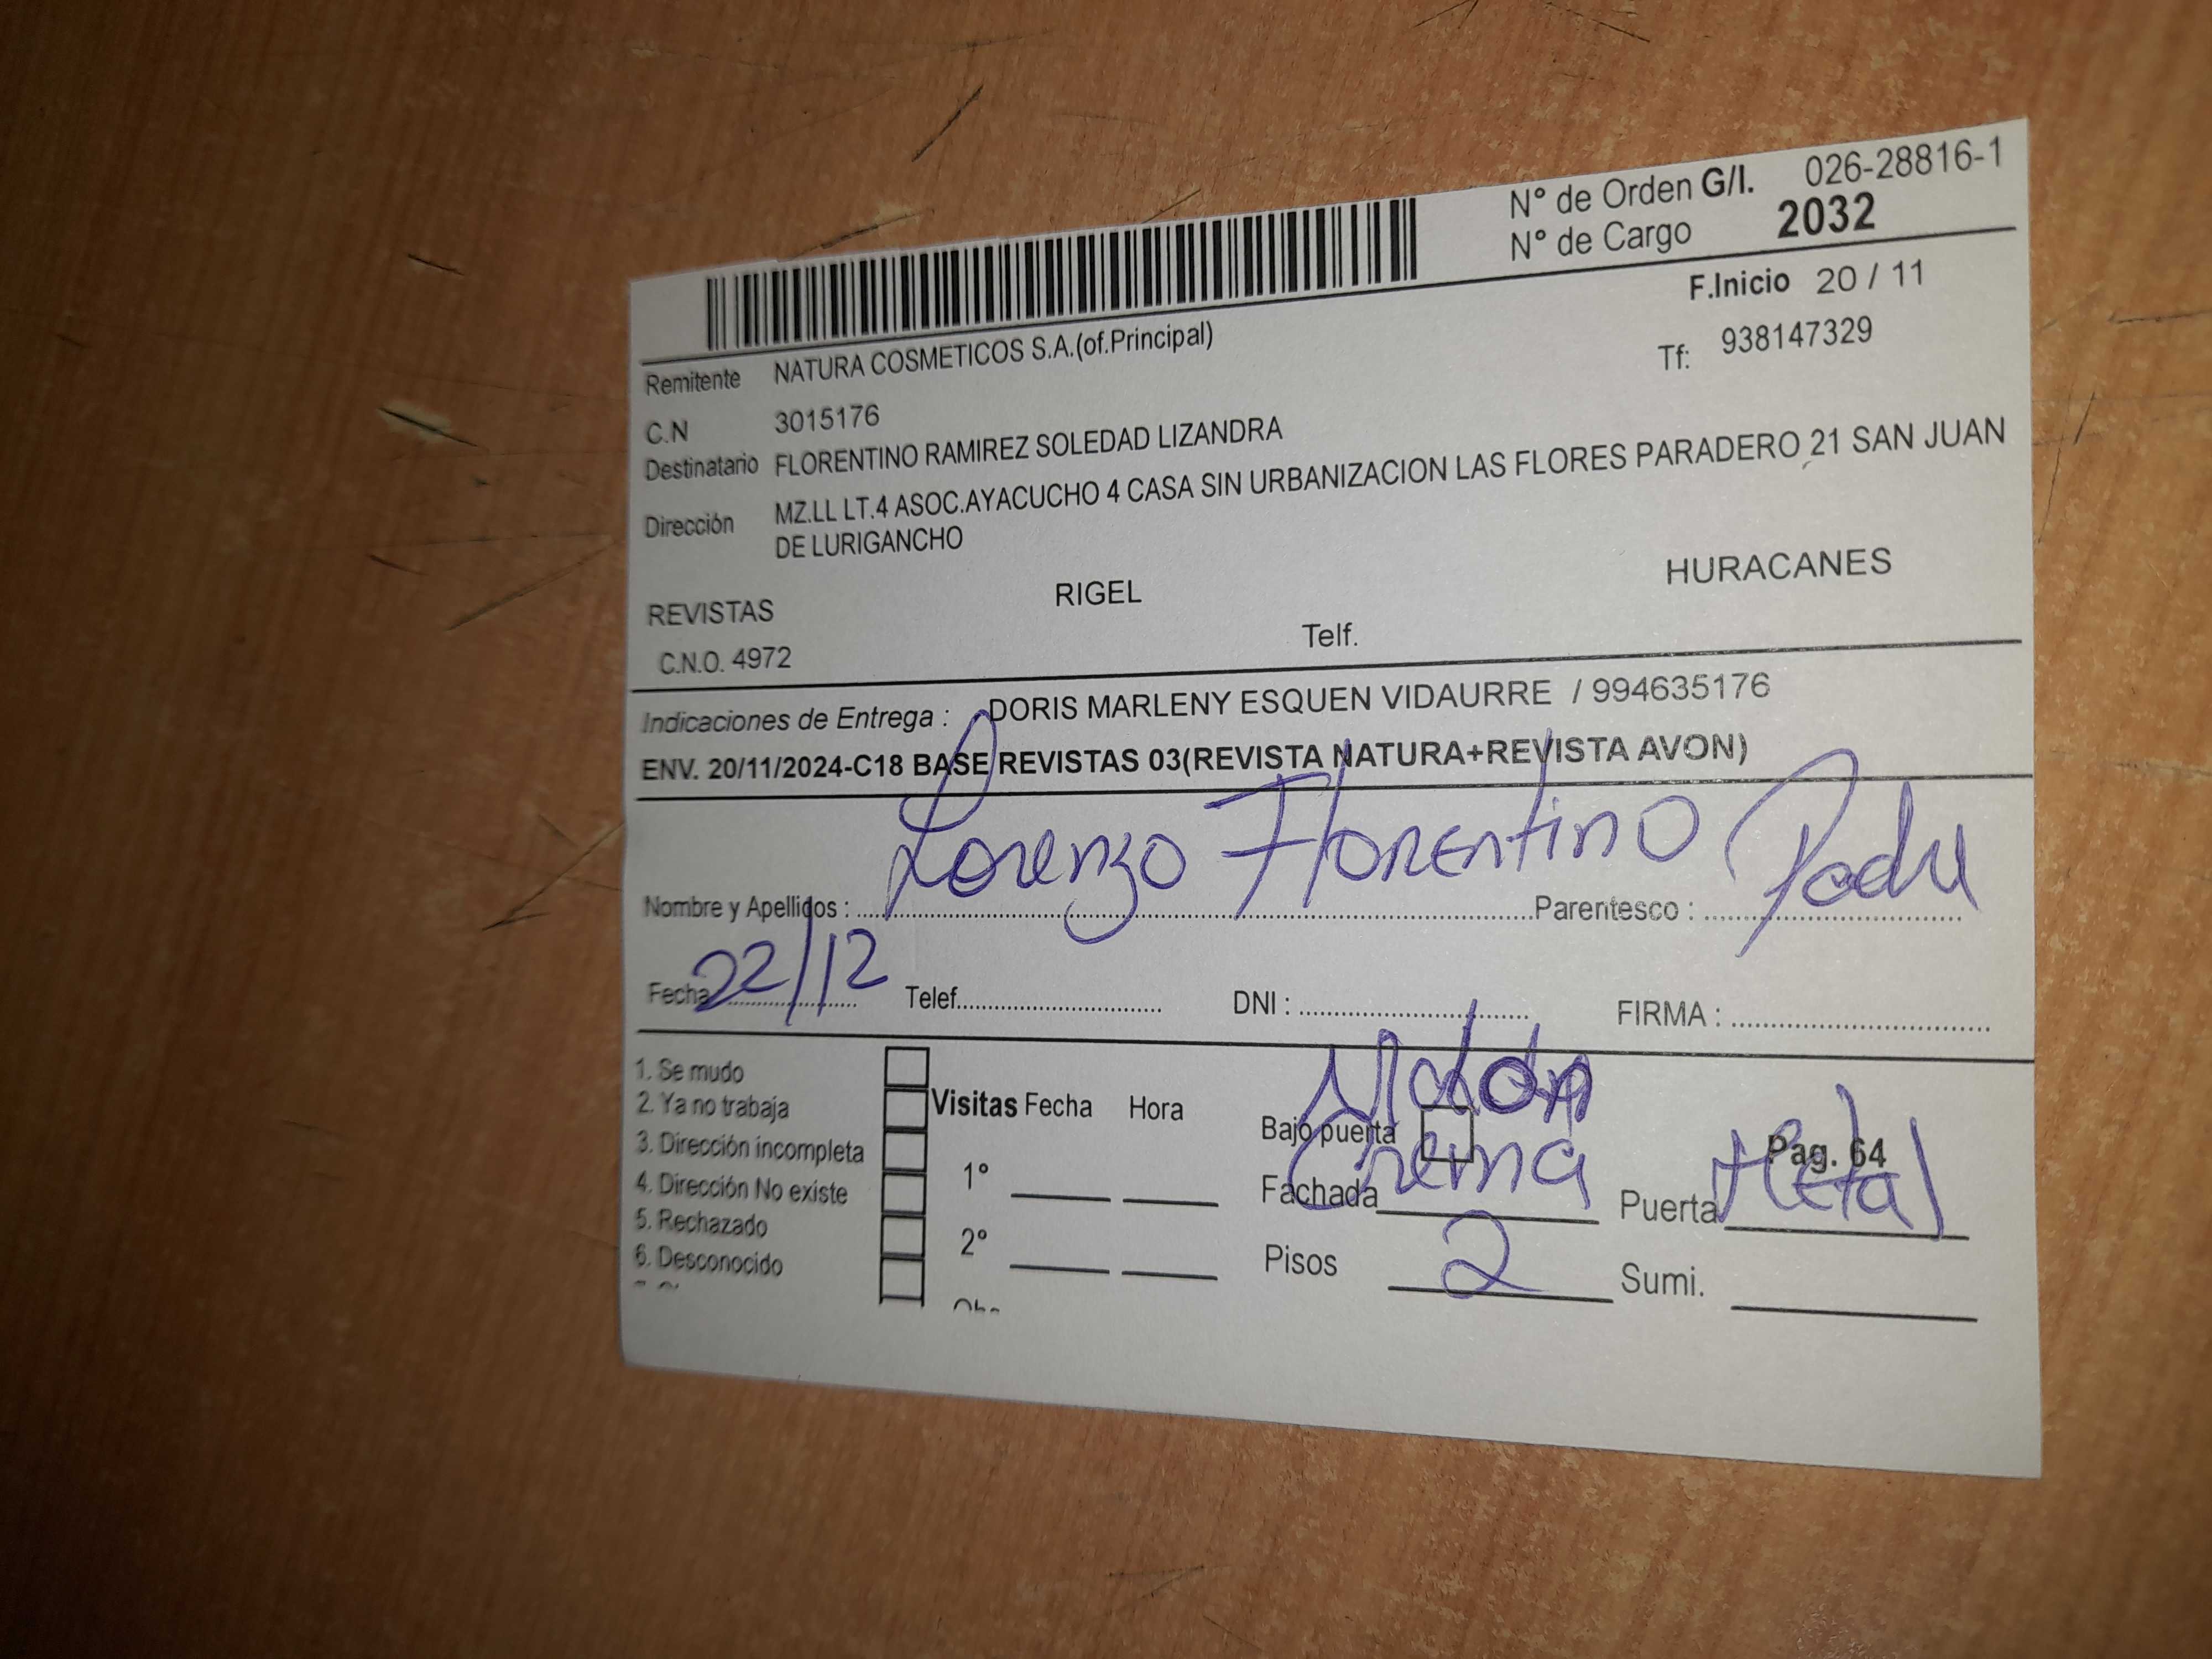 N° de Orden G/I. 026-28816-1
N° de Cargo 2032
F.Inicio 20 / 11
Remitente NATURA COSMETICOS S.A.(of.Principal) Tf: 938147329
C.N 3015176
Destinatario FLORENTINO RAMIREZ SOLEDAD LIZANDRA
Dirección MZ.LL LT.4 ASOC.AYACUCHO 4 CASA SIN URBANIZACION LAS FLORES PARADERO 21 SAN JUAN
DE LURIGANCHO
REVISTAS RIGEL HURACANES
C.N.O. 4972 Telf.
Indicaciones de Entrega : DORIS MARLENY ESQUEN VIDAURRE / 994635176
ENV. 20/11/2024-C18 BASE REVISTAS 03(REVISTA NATURA+REVISTA AVON)
Nombre y Apellidos : Lorenzo Florentino Parentesco : Padre
Fecha 22/12 Telef. DNI : FIRMA :
1. Se mudo
2. Ya no trabaja Visitas Fecha Hora
3. Dirección incompleta Bajo puerta Pag. 64
4. Dirección No existe 1° Fachada Crema Puerta Metal
5. Rechazado
6. Desconocido 2° Pisos 2 Sumi.